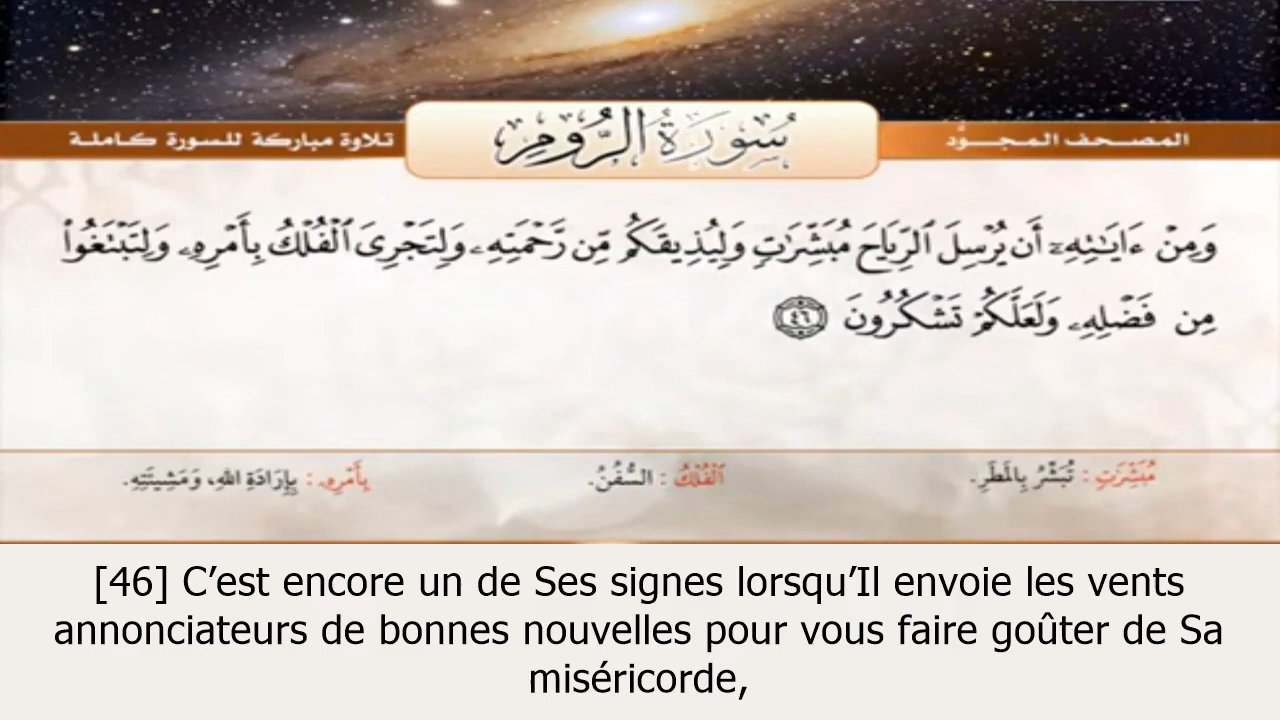 المصحف المجوَّد
سُورَةُ الرُّومِ
تلاوة مباركة للسورة كاملة
وَمِنْ ءَايَٰتِهِۦٓ أَن يُرْسِلَ ٱلرِّيَاحَ مُبَشِّرَٰتٍ وَلِيُذِيقَكُم مِّن رَّحْمَتِهِۦ وَلِتَجْرِىَ ٱلْفُلْكُ بِأَمْرِهِۦ وَلِتَبْتَغُوا۟
مِن فَضْلِهِۦ وَلَعَلَّكُمْ تَشْكُرُونَ ٤٦
مُبَشِّرَٰتٍ : تُبَشِّرُ بِالْمَطَرِ.
ٱلْفُلْكُ : السُّفُنُ.
بِأَمْرِهِۦ : بِإِرَادَةِ اللهِ، وَمَشِيئَتِهِ.
[46] C’est encore un de Ses signes lorsqu’Il envoie les vents
annonciateurs de bonnes nouvelles pour vous faire goûter de Sa
miséricorde,